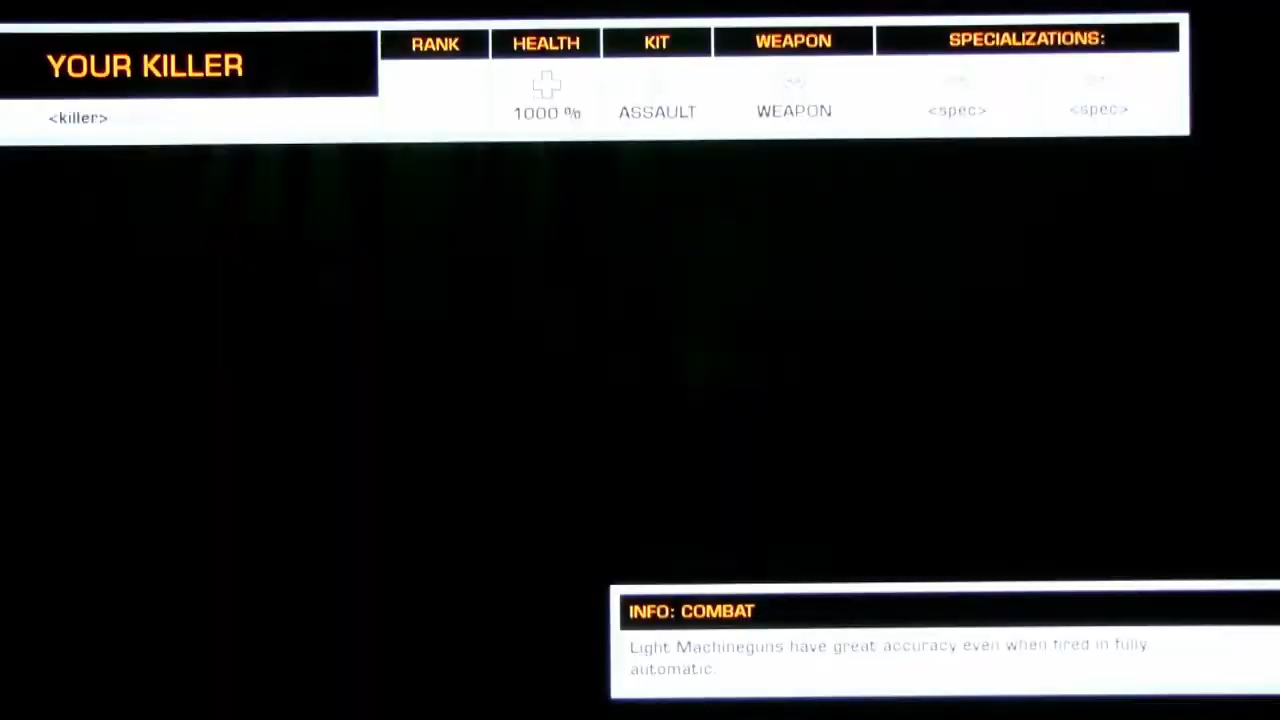 YOUR KILLER
RANK
HEALTH
KIT
WEAPON
SPECIALIZATIONS:
<killer>
1000 %
ASSAULT
WEAPON
<spec>
<spec>
INFO: COMBAT
Light Machineguns have great accuracy even when fired in fully
automatic.